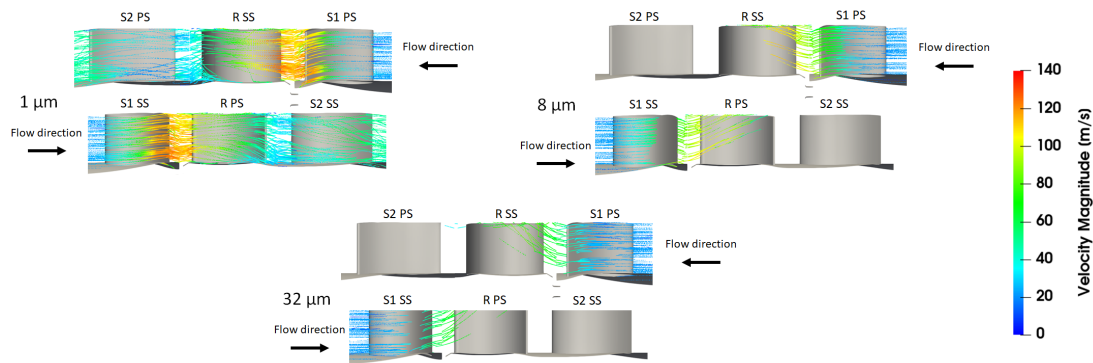 S2 PS R SS S1 PS
Flow direction
1 µm
S1 SS R PS S2 SS
Flow direction
S2 PS R SS S1 PS
Flow direction
8 µm
S1 SS R PS S2 SS
Flow direction
S2 PS R SS S1 PS
Flow direction
32 µm
S1 SS R PS S2 SS
Flow direction
140
120
100
80
60
40
20
0
Velocity Magnitude (m/s)